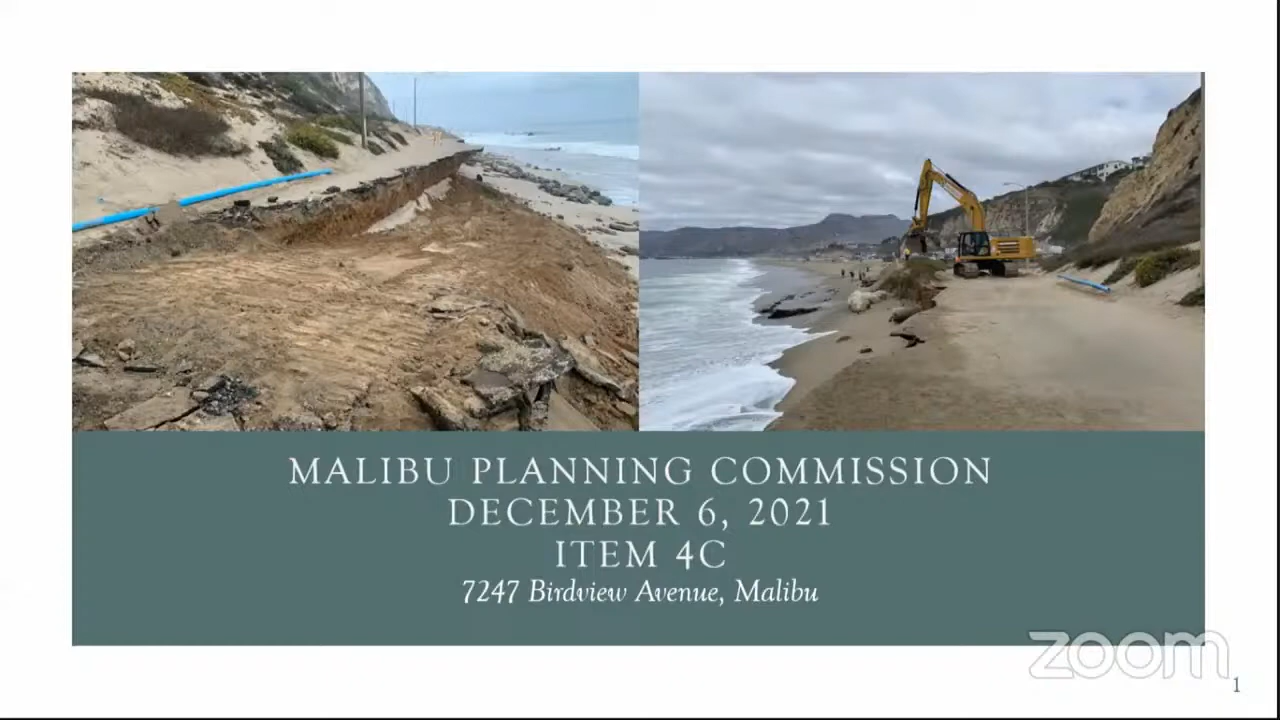 MALIBU PLANNING COMMISSION
DECEMBER 6, 2021
ITEM 4C
7247 Birdview Avenue, Malibu
zoom
1